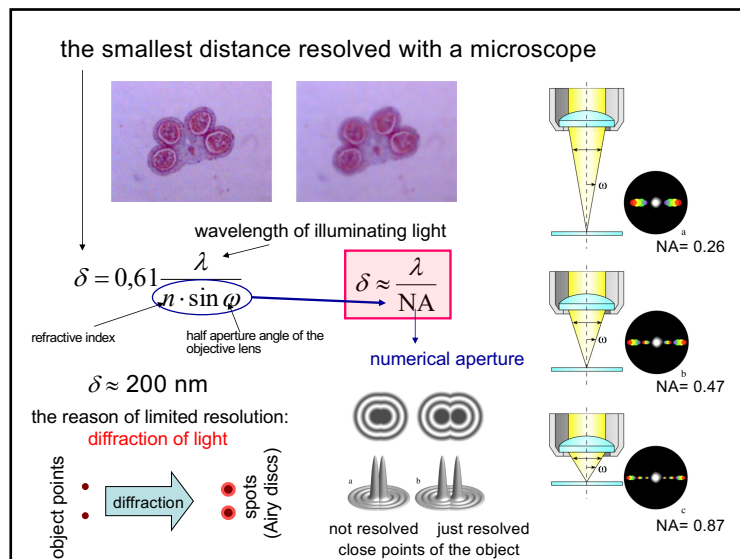 the smallest distance resolved with a microscope
wavelength of illuminating light
δ = 0,61 λ / n · sin ω
refractive index
half aperture angle of the
objective lens
δ ≈ λ / NA
numerical aperture
δ ≈ 200 nm
the reason of limited resolution:
diffraction of light
object points
diffraction
spots
(Airy discs)
a
b
not resolved
just resolved
close points of the object
ω
a
NA= 0.26
ω
b
NA= 0.47
ω
c
NA= 0.87